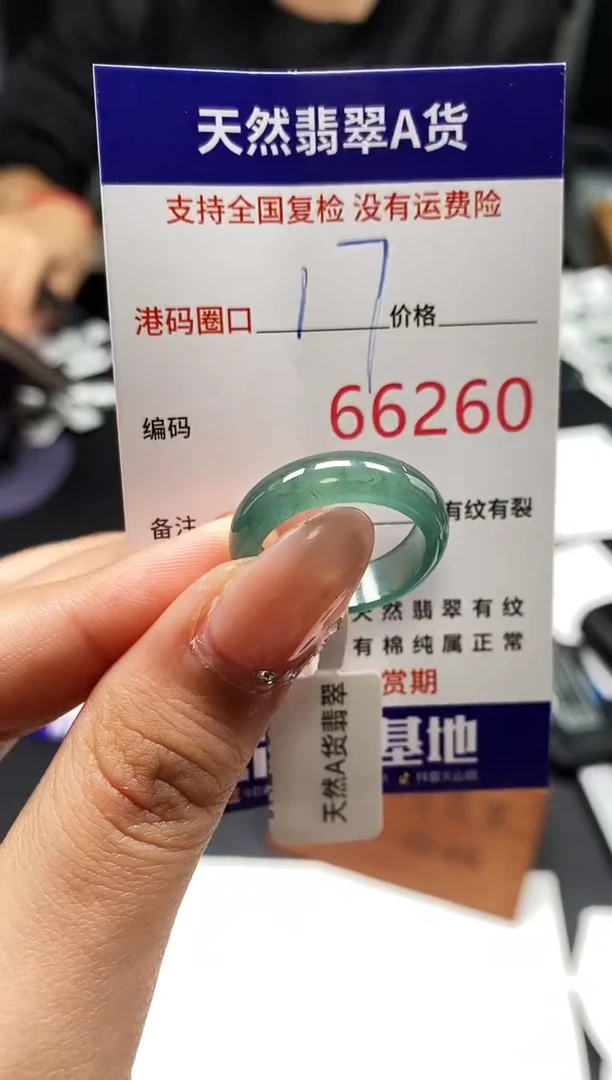 天然翡翠A货
支持全国复检 没有运费险
港码圈口 17 价格
编码 66260
备注 有纹有裂
天然翡翠有纹
有棉纯属正常
赏期
基地
天然A货翡翠